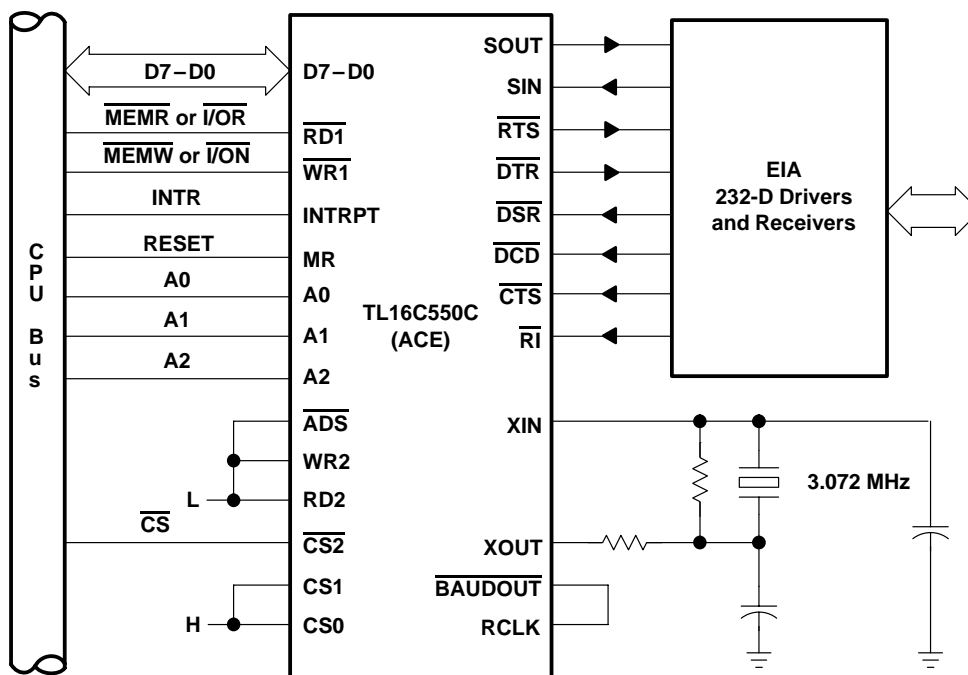 CPU Bus
D7–D0
MEMR or I/OR
MEMW or I/ON
INTR
RESET
A0
A1
A2
L
CS
H
D7–D0
RD1
WR1
INTRPT
MR
A0
A1
A2
ADS
WR2
RD2
CS2
CS1
CS0
TL16C550C
(ACE)
SOUT
SIN
RTS
DTR
DSR
DCD
CTS
RI
XIN
XOUT
BAUDOUT
RCLK
EIA
232-D Drivers
and Receivers
3.072 MHz